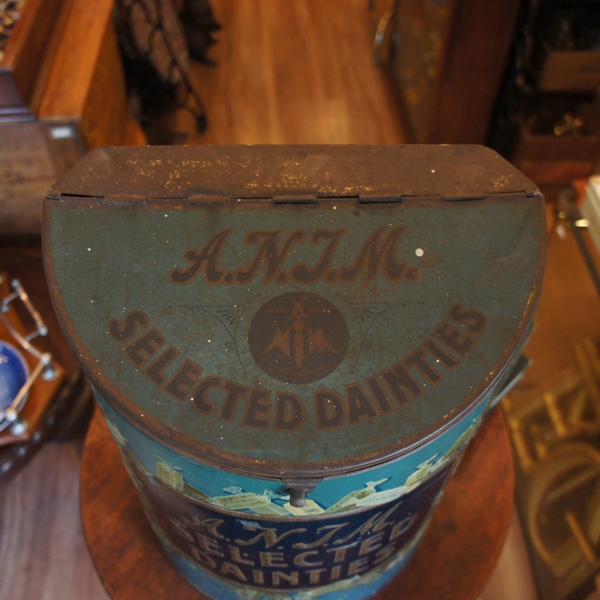 A.N.J.M.
SELECTED DAINTIES
A.N.J.M.
SELECTED
DAINTIES